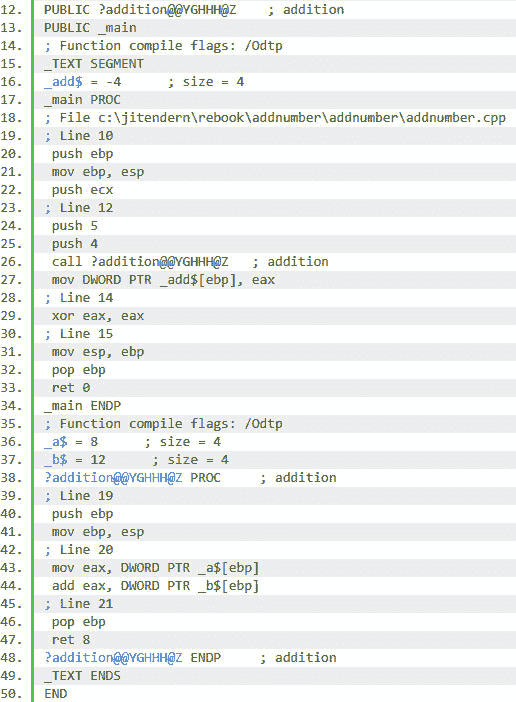 12. PUBLIC ?addition@@YGHHH@Z ; addition
13. PUBLIC _main
14. ; Function compile flags: /Odtp
15. _TEXT SEGMENT
16. _add$ = -4 ; size = 4
17. _main PROC
18. ; File c:\jitendern\rebook\addnumber\addnumber\addnumber.cpp
19. ; Line 10
20. push ebp
21. mov ebp, esp
22. push ecx
23. ; Line 12
24. push 5
25. push 4
26. call ?addition@@YGHHH@Z ; addition
27. mov DWORD PTR _add$[ebp], eax
28. ; Line 14
29. xor eax, eax
30. ; Line 15
31. mov esp, ebp
32. pop ebp
33. ret 0
34. _main ENDP
35. ; Function compile flags: /Odtp
36. _a$ = 8 ; size = 4
37. _b$ = 12 ; size = 4
38. ?addition@@YGHHH@Z PROC ; addition
39. ; Line 19
40. push ebp
41. mov ebp, esp
42. ; Line 20
43. mov eax, DWORD PTR _a$[ebp]
44. add eax, DWORD PTR _b$[ebp]
45. ; Line 21
46. pop ebp
47. ret 8
48. ?addition@@YGHHH@Z ENDP ; addition
49. _TEXT ENDS
50. END